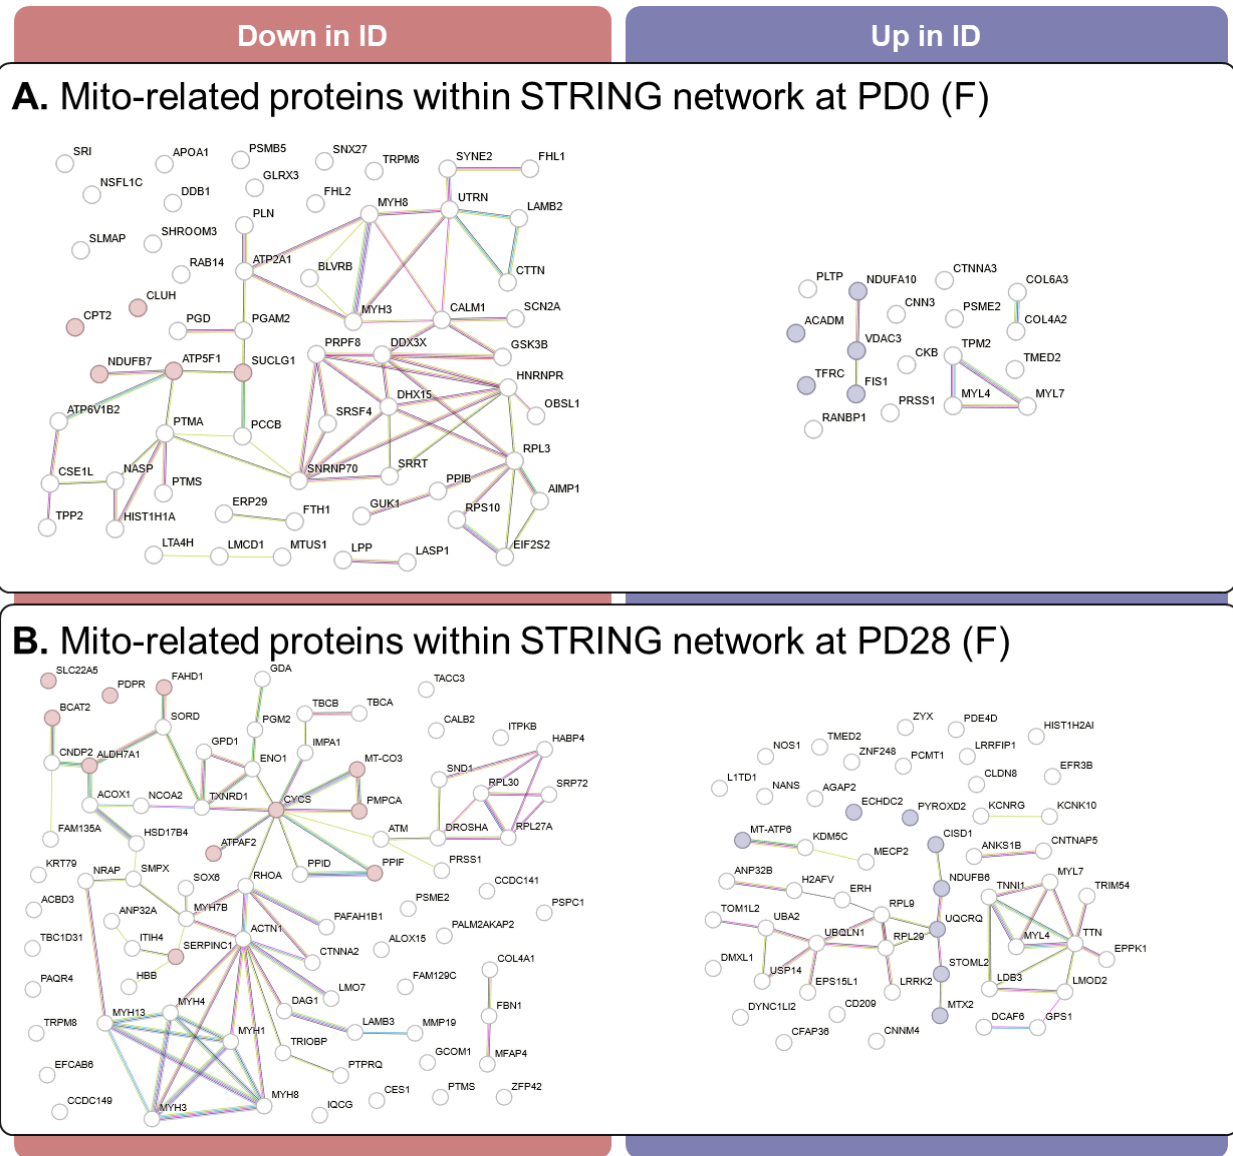 Down in ID
Up in ID
A. Mito-related proteins within STRING network at PD0 (F)
SRI
APOA1
PSMB5
SNX27
TRPM8
SYNE2
FHL1
NSFL1C
DDB1
GLRX3
FHL2
MYH8
UTRN
LAMB2
SLMAP
SHROOM3
PLN
RAB14
ATP2A1
BLVRB
CTTN
CLUH
CPT2
PGD
PGAM2
MYH3
CALM1
SCN2A
NDUFB7
ATP5F1
SUCLG1
PRPF8
DDX3X
GSK3B
HNRNPR
ATP6V1B2
PTMA
PCCB
SRSF4
DHX15
OBSL1
CSE1L
NASP
PTMS
SNRNP70
SRRT
RPL3
TPP2
HIST1H1A
ERP29
FTH1
GUK1
PPIB
AIMP1
RPS10
EIF2S2
LTA4H
LMCD1
MTUS1
LPP
LASP1
PLTP
NDUFA10
CTNNA3
COL6A3
ACADM
CNN3
PSME2
COL4A2
VDAC3
TPM2
TMED2
TFRC
FIS1
CKB
MYL4
MYL7
RANBP1
PRSS1
B. Mito-related proteins within STRING network at PD28 (F)
SLC22A5
PDPR
FAHD1
GDA
TACC3
BCAT2
SORD
PGM2
TBCB
TBCA
CALB2
ITPKB
HABP4
CNDP2
ALDH7A1
GPD1
ENO1
IMPA1
MT-CO3
SND1
RPL30
SRP72
ACOX1
NCOA2
TXNRD1
CYCS
PMPCA
FAM135A
HSD17B4
ATPAF2
ATM
DROSHA
RPL27A
KRT79
NRAP
SMPX
SOX6
RHOA
PPID
PPIF
PRSS1
CCDC141
ACBD3
ANP32A
MYH7B
PAFAH1B1
PSME2
PSPC1
TBC1D31
ITIH4
SERPINC1
ACTN1
CTNNA2
ALOX15
PALM2AKAP2
PAQR4
HBB
LMO7
FAM129C
COL4A1
TRPM8
MYH13
MYH4
MYH1
DAG1
LAMB3
MMP19
FBN1
EFCAB6
TRIOBP
PTPRQ
GCOM1
MFAP4
CCDC149
MYH3
MYH8
IQCG
CES1
PTMS
ZFP42
ZYX
PDE4D
HIST1H2AI
NOS1
TMED2
ZNF248
PCMT1
LRRFIP1
EFR3B
L1TD1
NANS
AGAP2
CLDN8
ECHDC2
PYROXD2
KCNRG
KCNK10
MT-ATP6
KDM5C
MECP2
CISD1
ANKS1B
CNTNAP5
ANP32B
H2AFV
ERH
NDUFB6
TNNI1
MYL7
TRIM54
TOM1L2
UBA2
RPL9
UQCRQ
UBQLN1
RPL29
MYL4
TTN
EPPK1
DMXL1
USP14
EPS15L1
LRRK2
STOML2
LDB3
LMOD2
DYNC1LI2
CD209
MTX2
DCAF6
GPS1
CFAP36
CNNM4